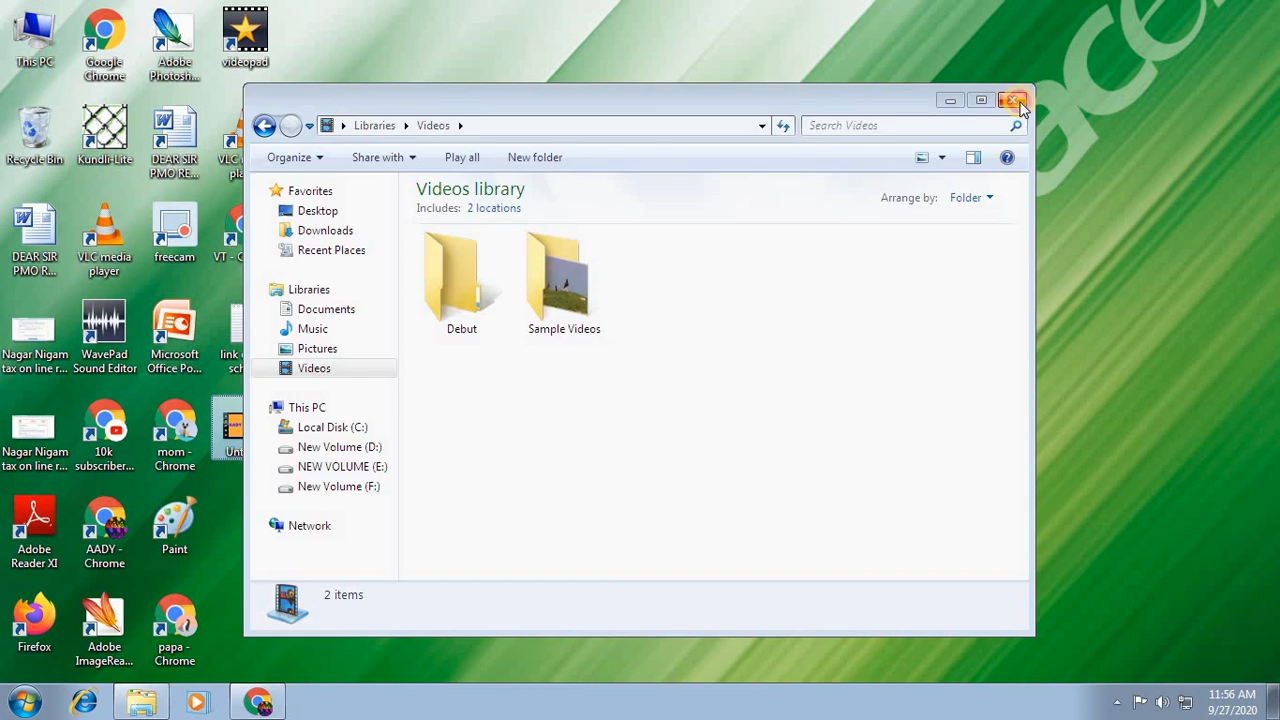 This PC
Google
Chrome
Adobe
Photosh...
videopad
acer
Recycle Bin
Kundli-Lite
DEAR SIR
PMO RE...
VLC m
pla
DEAR SIR
PMO R...
VLC media
player
freecam
VT - C
Nagar Nigam
tax on line r...
WavePad
Sound Editor
Microsoft
Office Po...
link o
sch
Nagar Nigam
tax on line r...
10k
subscriber...
mom -
Chrome
AADY
Unt
Adobe
Reader XI
AADY -
Chrome
Paint
Firefox
Adobe
ImageRea...
papa -
Chrome
Libraries
Videos
Search Videos
Organize
Share with
Play all
New folder
Favorites
Desktop
Downloads
Recent Places
Libraries
Documents
Music
Pictures
Videos
This PC
Local Disk (C:)
New Volume (D:)
NEW VOLUME (E:)
New Volume (F:)
Network
Videos library
Includes: 2 locations
Arrange by: Folder
Debut
Sample Videos
2 items
11:56 AM
9/27/2020